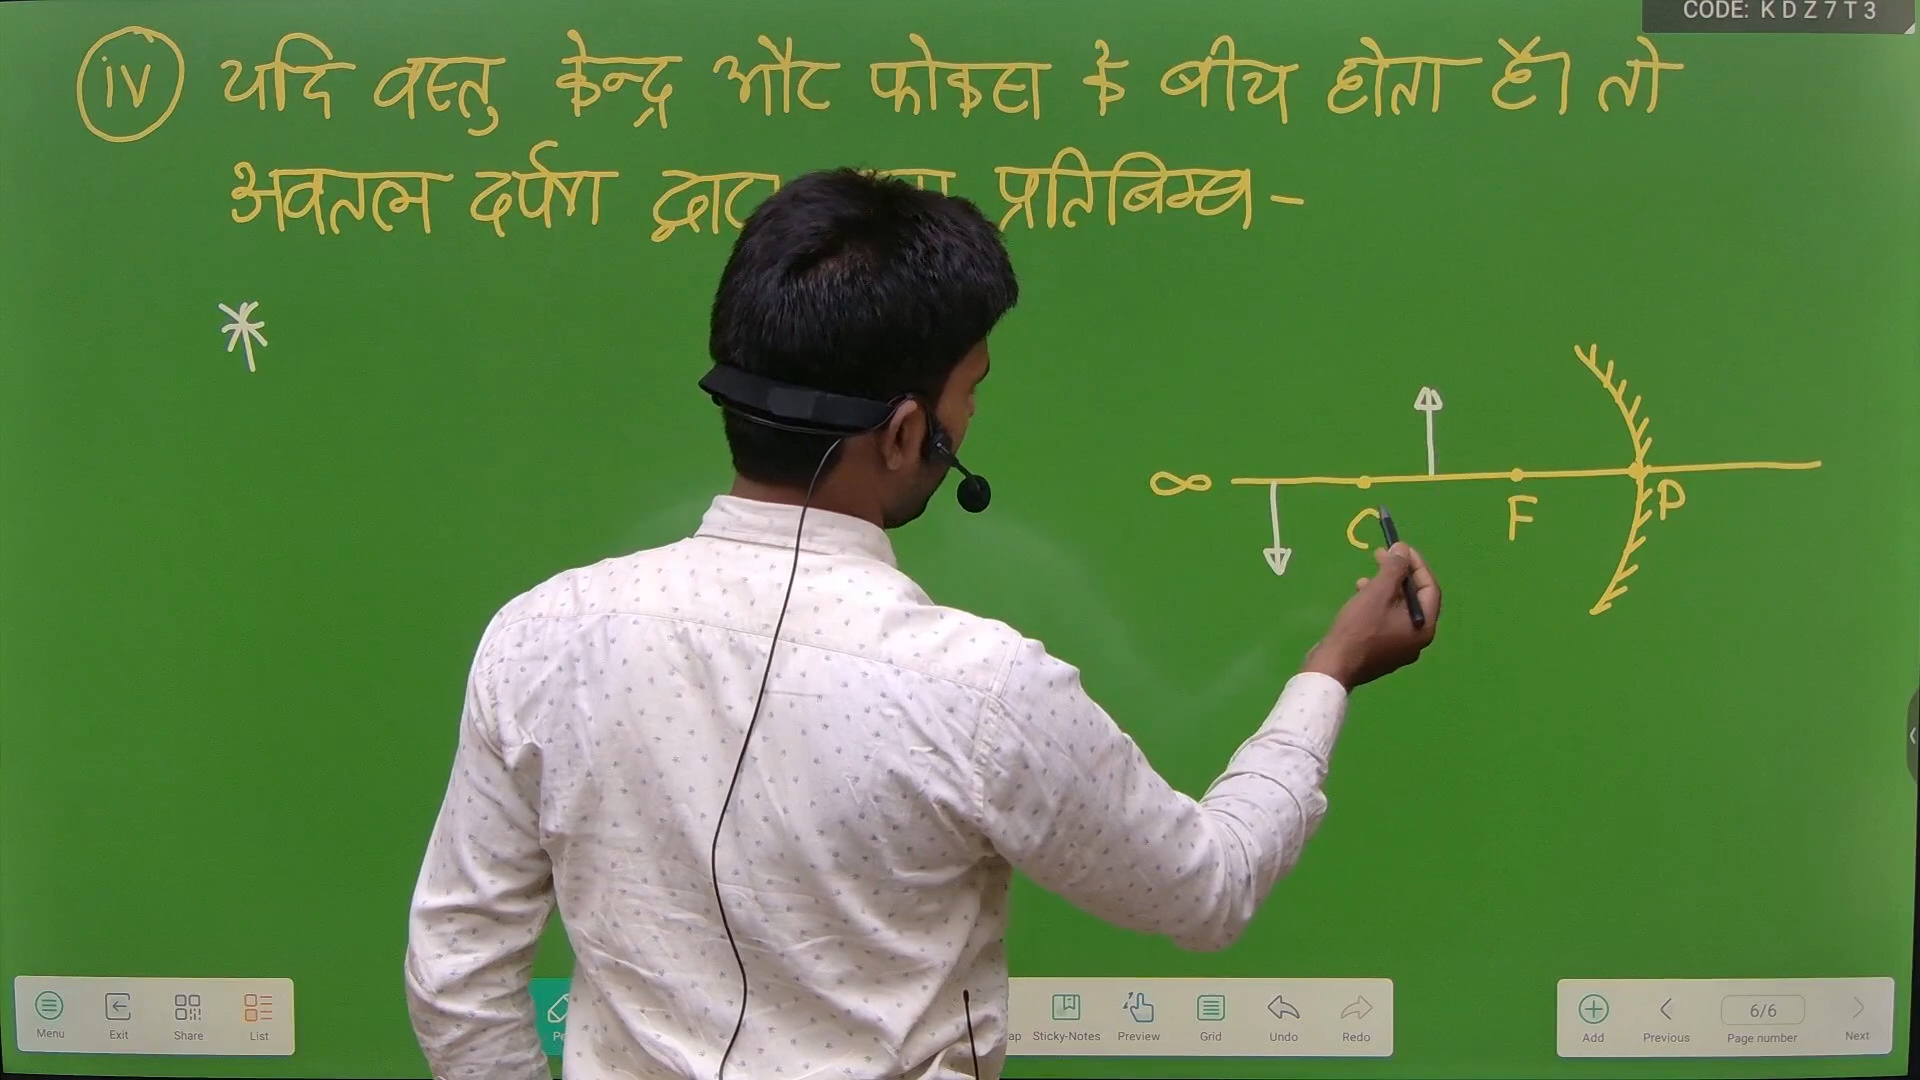 CODE: KDZ7T3
iv यदि वस्तु केन्द्र और फोकस के बीच होता है। तो
अवतल दर्पण द्वारा प्रतिबिम्ब -
*
∞ C F P
Menu Exit Share List Sticky-Notes Preview Grid Undo Redo Add Previous 6/6 Page number Next